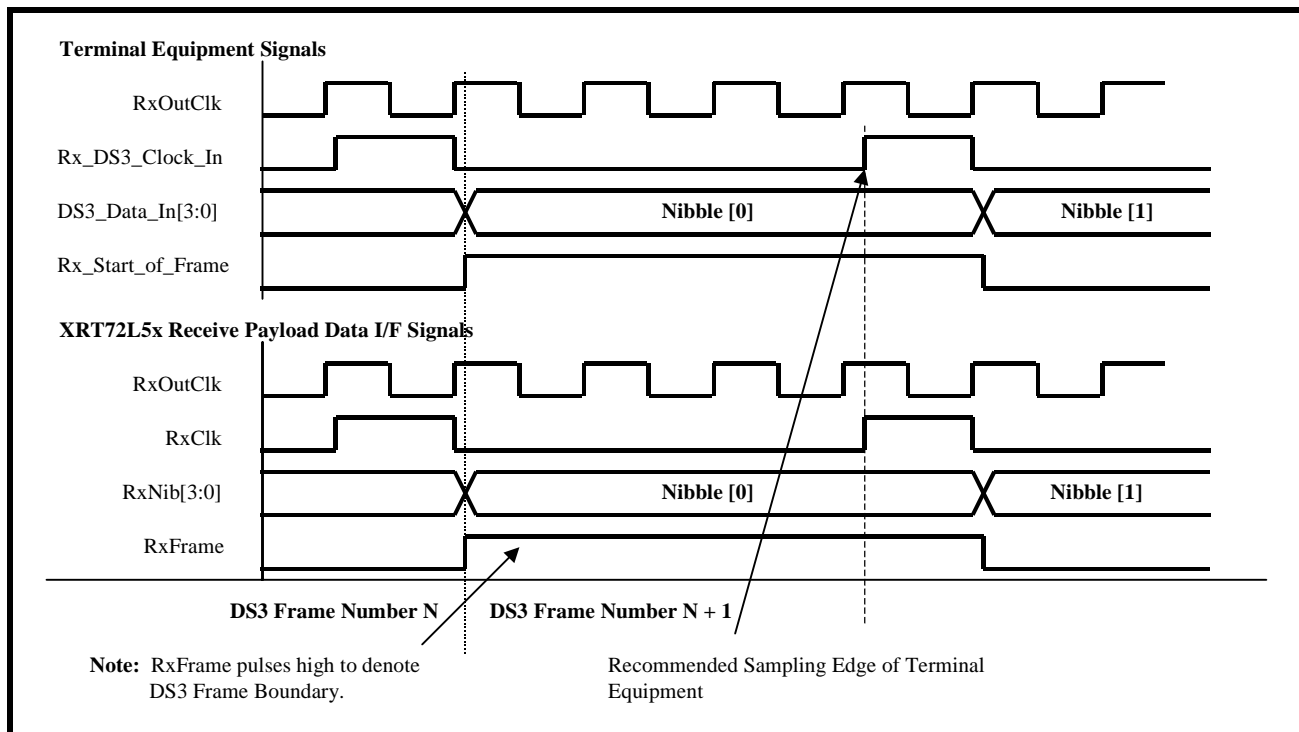 Terminal Equipment Signals
RxOutClk
Rx_DS3_Clock_In
DS3_Data_In[3:0]
Nibble [0]
Nibble [1]
Rx_Start_of_Frame
XRT72L5x Receive Payload Data I/F Signals
RxOutClk
RxClk
RxNib[3:0]
Nibble [0]
Nibble [1]
RxFrame
DS3 Frame Number N
DS3 Frame Number N + 1
Note: RxFrame pulses high to denote
DS3 Frame Boundary.
Recommended Sampling Edge of Terminal
Equipment